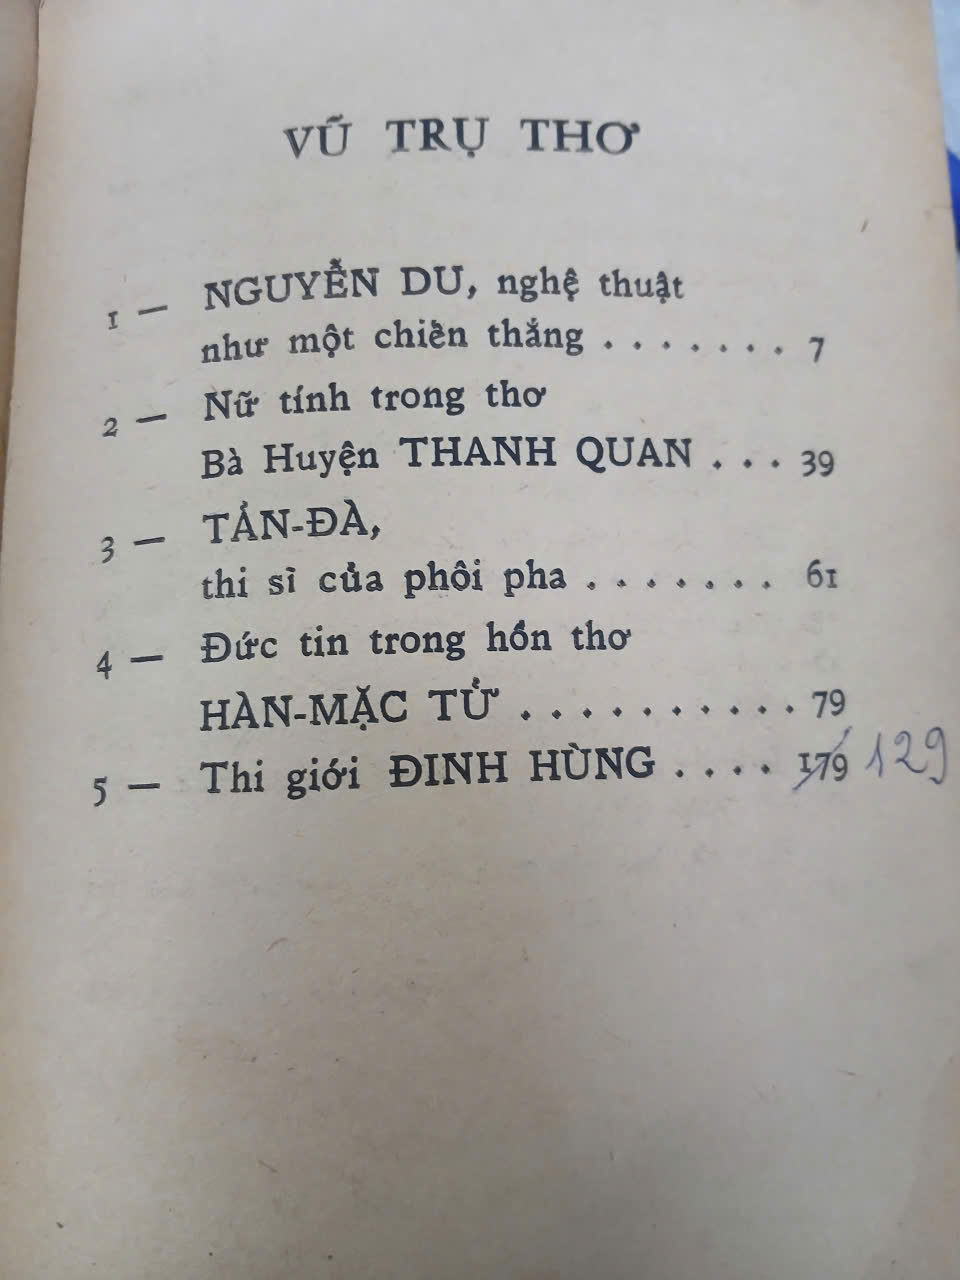 VŨ TRỤ THƠ
1 — NGUYỄN DU, nghệ thuật
như một chiến thắng . . . . . . . 7
2 — Nữ tính trong thơ
Bà Huyện THANH QUAN . . . 39
3 — TẢN-ĐÀ,
thi sĩ của phôi pha . . . . . . . 61
4 — Đức tin trong hồn thơ
HÀN-MẶC TỬ . . . . . . . . . . 79
5 — Thi giới ĐINH HÙNG . . . . 179 129